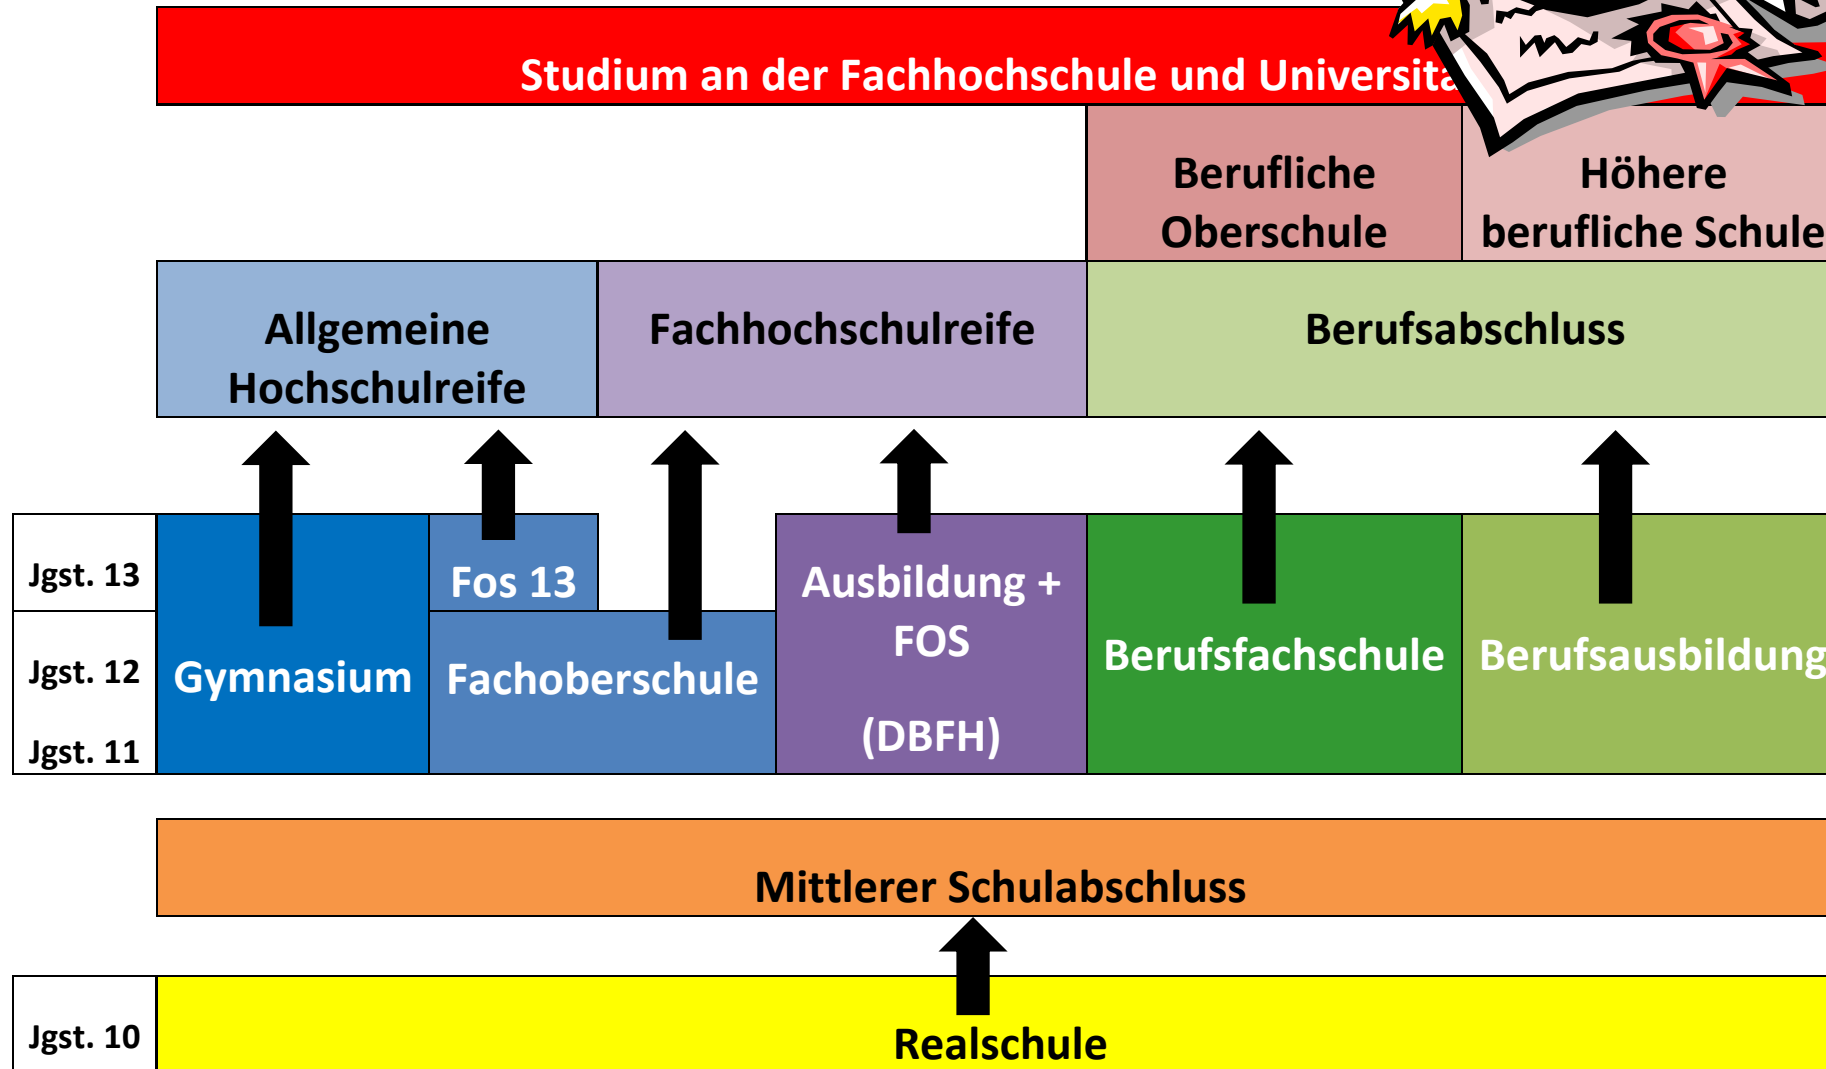 Studium an der Fachhochschule und
Berufliche
Oberschule
Höhere
berufliche Schule
Allgemeine
Hochschulreife
Fachhochschulreife
Berufsabschluss
Jgst. 13
Jgst. 12
Jgst. 11
Gymnasium
Fos 13
Fachoberschule
Ausbildung +
FOS
(DBFH)
Berufsfachschule
Berufsausbildung
Mittlerer Schulabschluss
Jgst. 10
Realschule